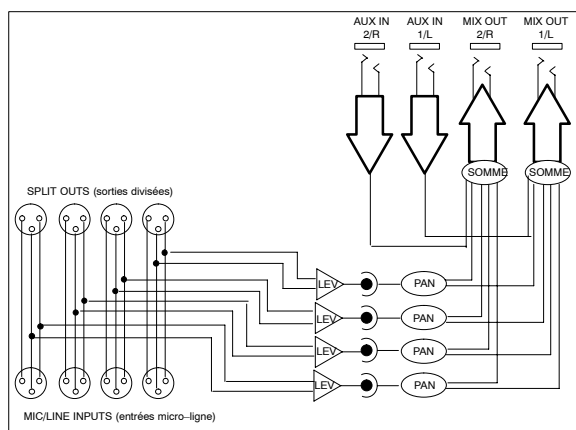 AUX IN AUX IN MIX OUT MIX OUT
2/R 1/L 2/R 1/L
SOMME SOMME
SPLIT OUTS (sorties divisées)
LEV PAN
LEV PAN
LEV PAN
LEV PAN
MIC/LINE INPUTS (entrées micro–ligne)